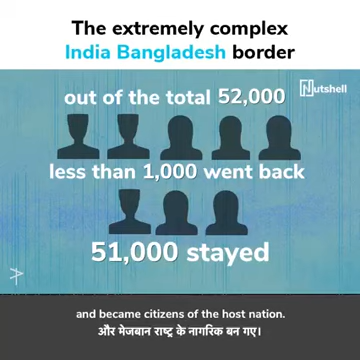 The extremely complex
India Bangladesh border
Nutshell
out of the total 52,000
less than 1,000 went back
51,000 stayed
and became citizens of the host nation.
और मेजबान राष्ट्र के नागरिक बन गए।